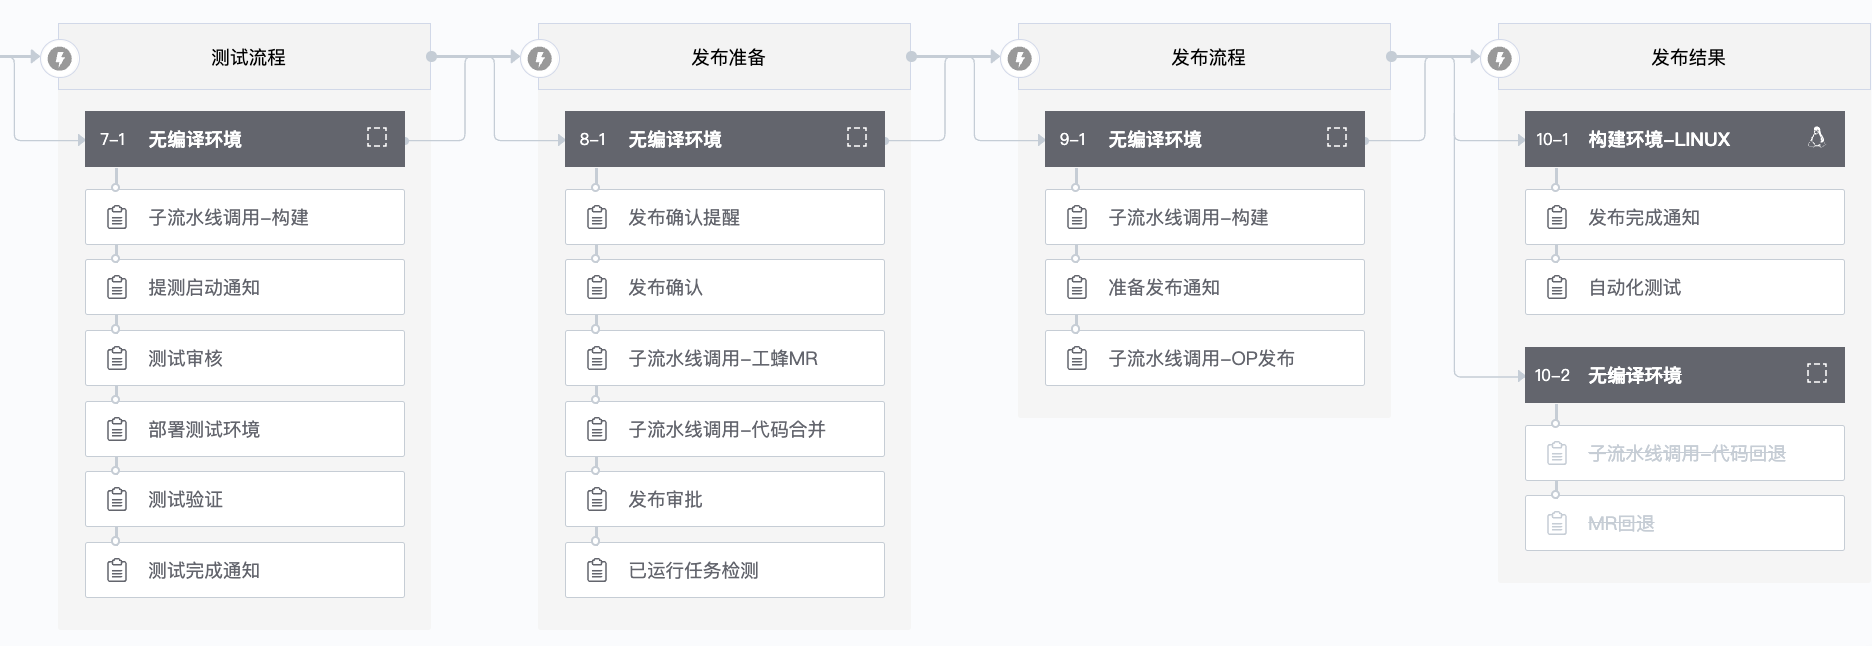 测试流程
7-1 无编译环境
子流水线调用-构建
提测启动通知
测试审核
部署测试环境
测试验证
测试完成通知
发布准备
8-1 无编译环境
发布确认提醒
发布确认
子流水线调用-工蜂MR
子流水线调用-代码合并
发布审批
已运行任务检测
发布流程
9-1 无编译环境
子流水线调用-构建
准备发布通知
子流水线调用-OP发布
发布结果
10-1 构建环境-LINUX
发布完成通知
自动化测试
10-2 无编译环境
子流水线调用-代码回退
MR回退